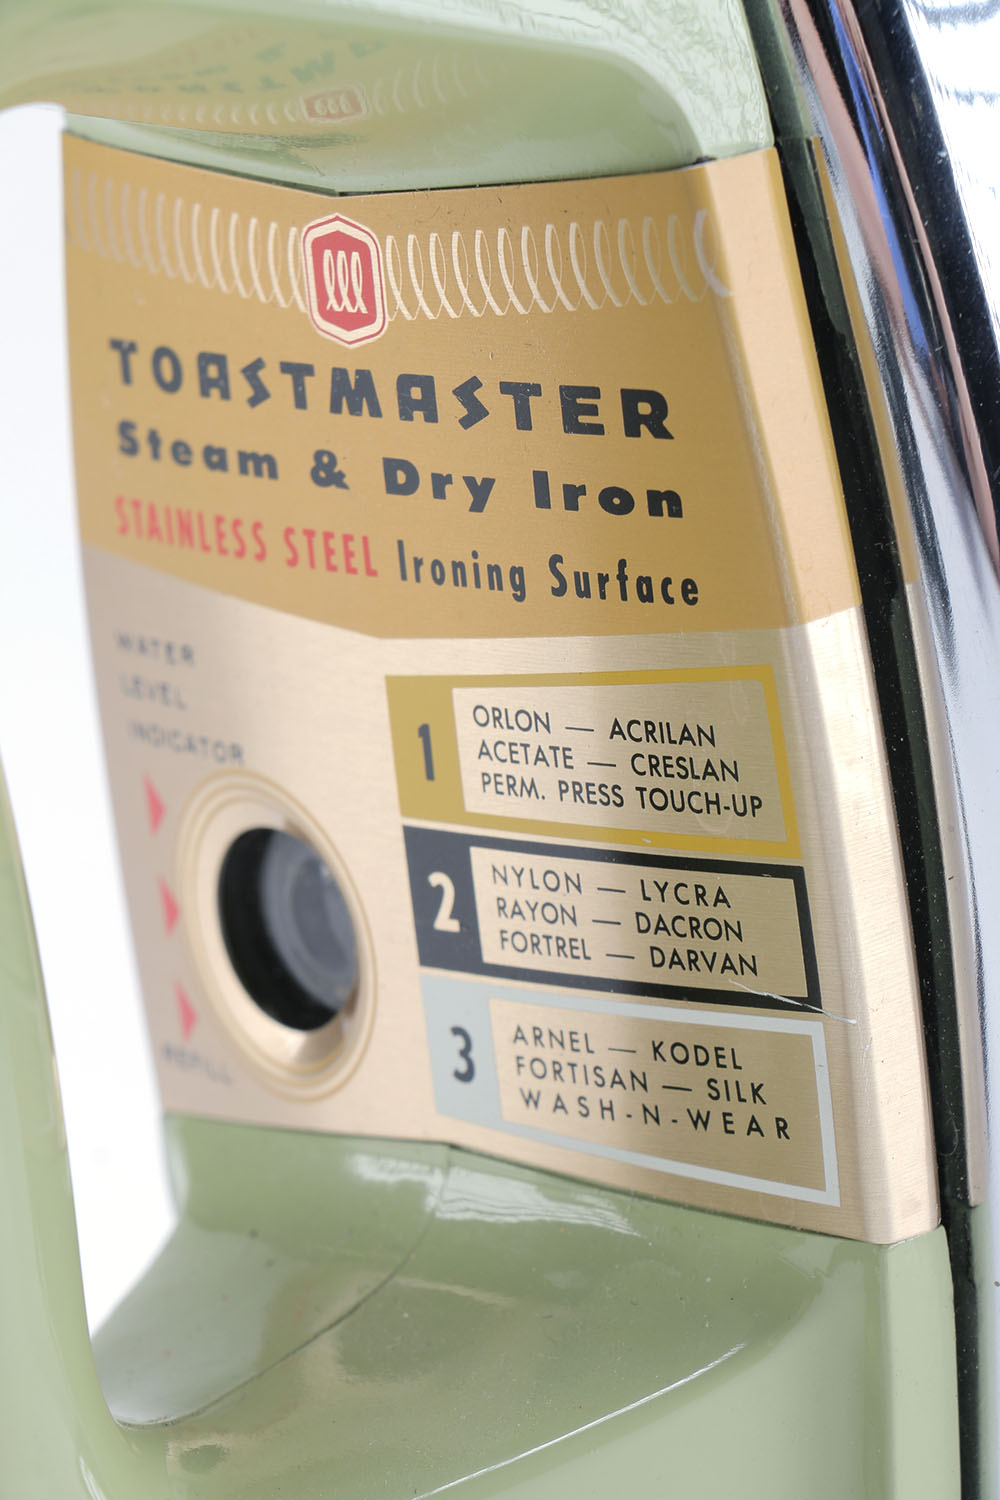 TOASTMASTER
Steam & Dry Iron
STAINLESS STEEL Ironing Surface
WATER
LEVEL
INDICATOR
REFILL
1
ORLON — ACRILAN
ACETATE — CRESLAN
PERM. PRESS TOUCH-UP
2
NYLON — LYCRA
RAYON — DACRON
FORTREL — DARVAN
3
ARNEL — KODEL
FORTISAN — SILK
WASH-N-WEAR